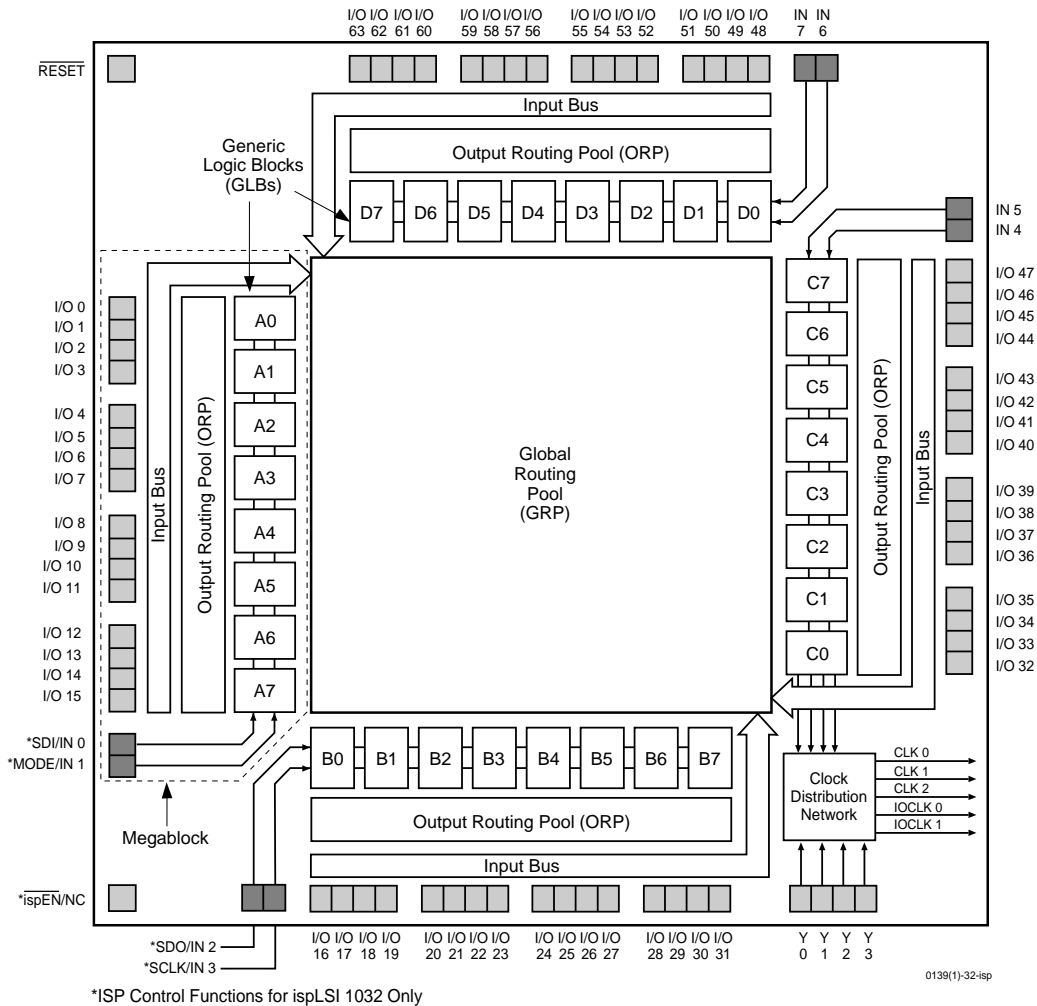 I/O I/O I/O I/O
63 62 61 60
I/O I/O I/O I/O
59 58 57 56
I/O I/O I/O I/O
55 54 53 52
I/O I/O I/O I/O
51 50 49 48
IN IN
7 6
RESET
Input Bus
Output Routing Pool (ORP)
Generic
Logic Blocks
(GLBs)
D7 D6 D5 D4 D3 D2 D1 D0
IN 5
IN 4
I/O 0
I/O 1
I/O 2
I/O 3
I/O 4
I/O 5
I/O 6
I/O 7
I/O 8
I/O 9
I/O 10
I/O 11
I/O 12
I/O 13
I/O 14
I/O 15
*SDI/IN 0
*MODE/IN 1
Input Bus
Output Routing Pool (ORP)
A0
A1
A2
A3
A4
A5
A6
A7
Global
Routing
Pool
(GRP)
C7
C6
C5
C4
C3
C2
C1
C0
Output Routing Pool (ORP)
Input Bus
I/O 47
I/O 46
I/O 45
I/O 44
I/O 43
I/O 42
I/O 41
I/O 40
I/O 39
I/O 38
I/O 37
I/O 36
I/O 35
I/O 34
I/O 33
I/O 32
B0 B1 B2 B3 B4 B5 B6 B7
Output Routing Pool (ORP)
Input Bus
Megablock
Clock
Distribution
Network
CLK 0
CLK 1
CLK 2
IOCLK 0
IOCLK 1
*ispEN/NC
*SDO/IN 2
*SCLK/IN 3
I/O I/O I/O I/O
16 17 18 19
I/O I/O I/O I/O
20 21 22 23
I/O I/O I/O I/O
24 25 26 27
I/O I/O I/O I/O
28 29 30 31
Y Y Y Y
0 1 2 3
0139(1)-32-isp
*ISP Control Functions for ispLSI 1032 Only